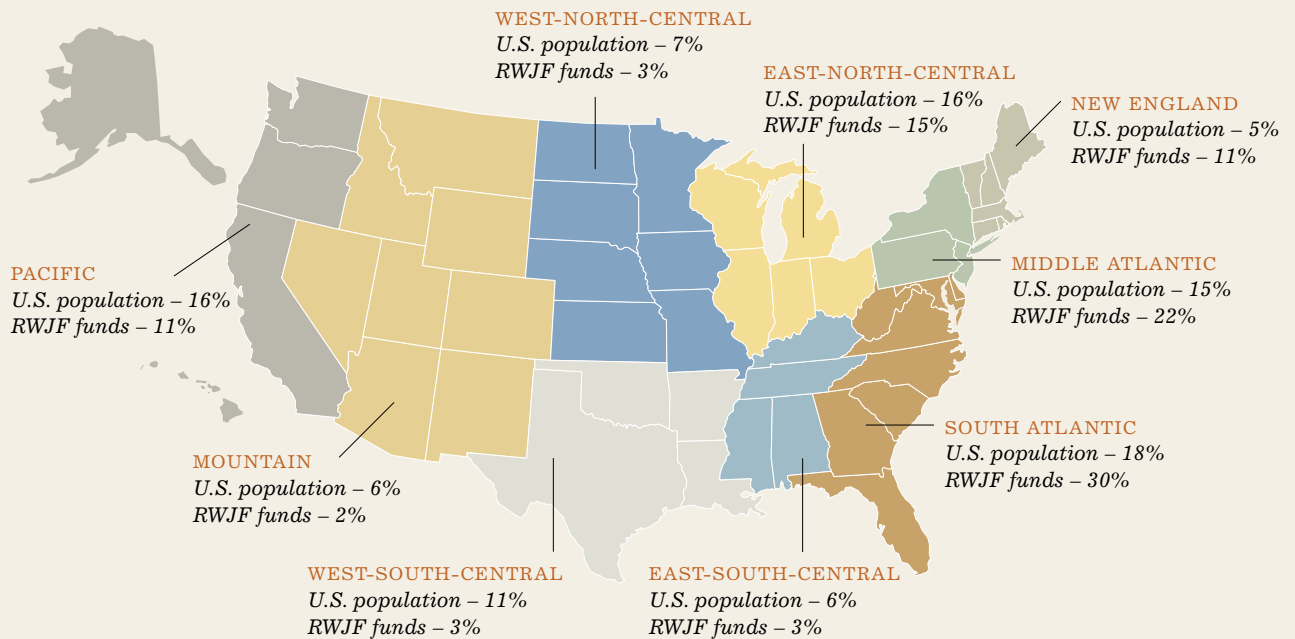 WEST-NORTH-CENTRAL
U.S. population – 7%
RWJF funds – 3%
EAST-NORTH-CENTRAL
U.S. population – 16%
RWJF funds – 15%
NEW ENGLAND
U.S. population – 5%
RWJF funds – 11%
PACIFIC
U.S. population – 16%
RWJF funds – 11%
MIDDLE ATLANTIC
U.S. population – 15%
RWJF funds – 22%
SOUTH ATLANTIC
U.S. population – 18%
RWJF funds – 30%
MOUNTAIN
U.S. population – 6%
RWJF funds – 2%
WEST-SOUTH-CENTRAL
U.S. population – 11%
RWJF funds – 3%
EAST-SOUTH-CENTRAL
U.S. population – 6%
RWJF funds – 3%